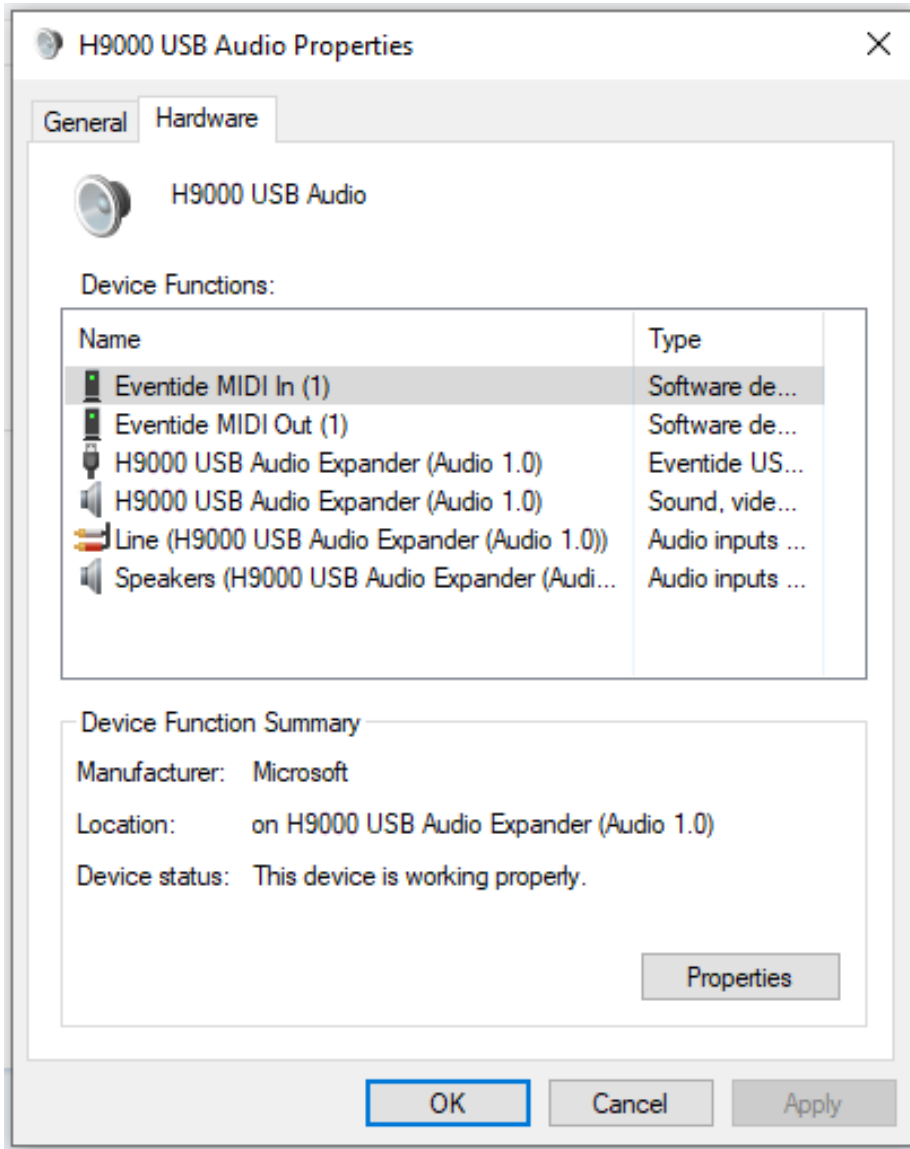 H9000 USB Audio Properties
General Hardware
H9000 USB Audio
Device Functions:
Name Type
Eventide MIDI In (1) Software de...
Eventide MIDI Out (1) Software de...
H9000 USB Audio Expander (Audio 1.0) Eventide US...
H9000 USB Audio Expander (Audio 1.0) Sound, vide...
Line (H9000 USB Audio Expander (Audio 1.0)) Audio inputs ...
Speakers (H9000 USB Audio Expander (Audi... Audio inputs ...
Device Function Summary
Manufacturer: Microsoft
Location: on H9000 USB Audio Expander (Audio 1.0)
Device status: This device is working properly.
Properties
OK Cancel Apply